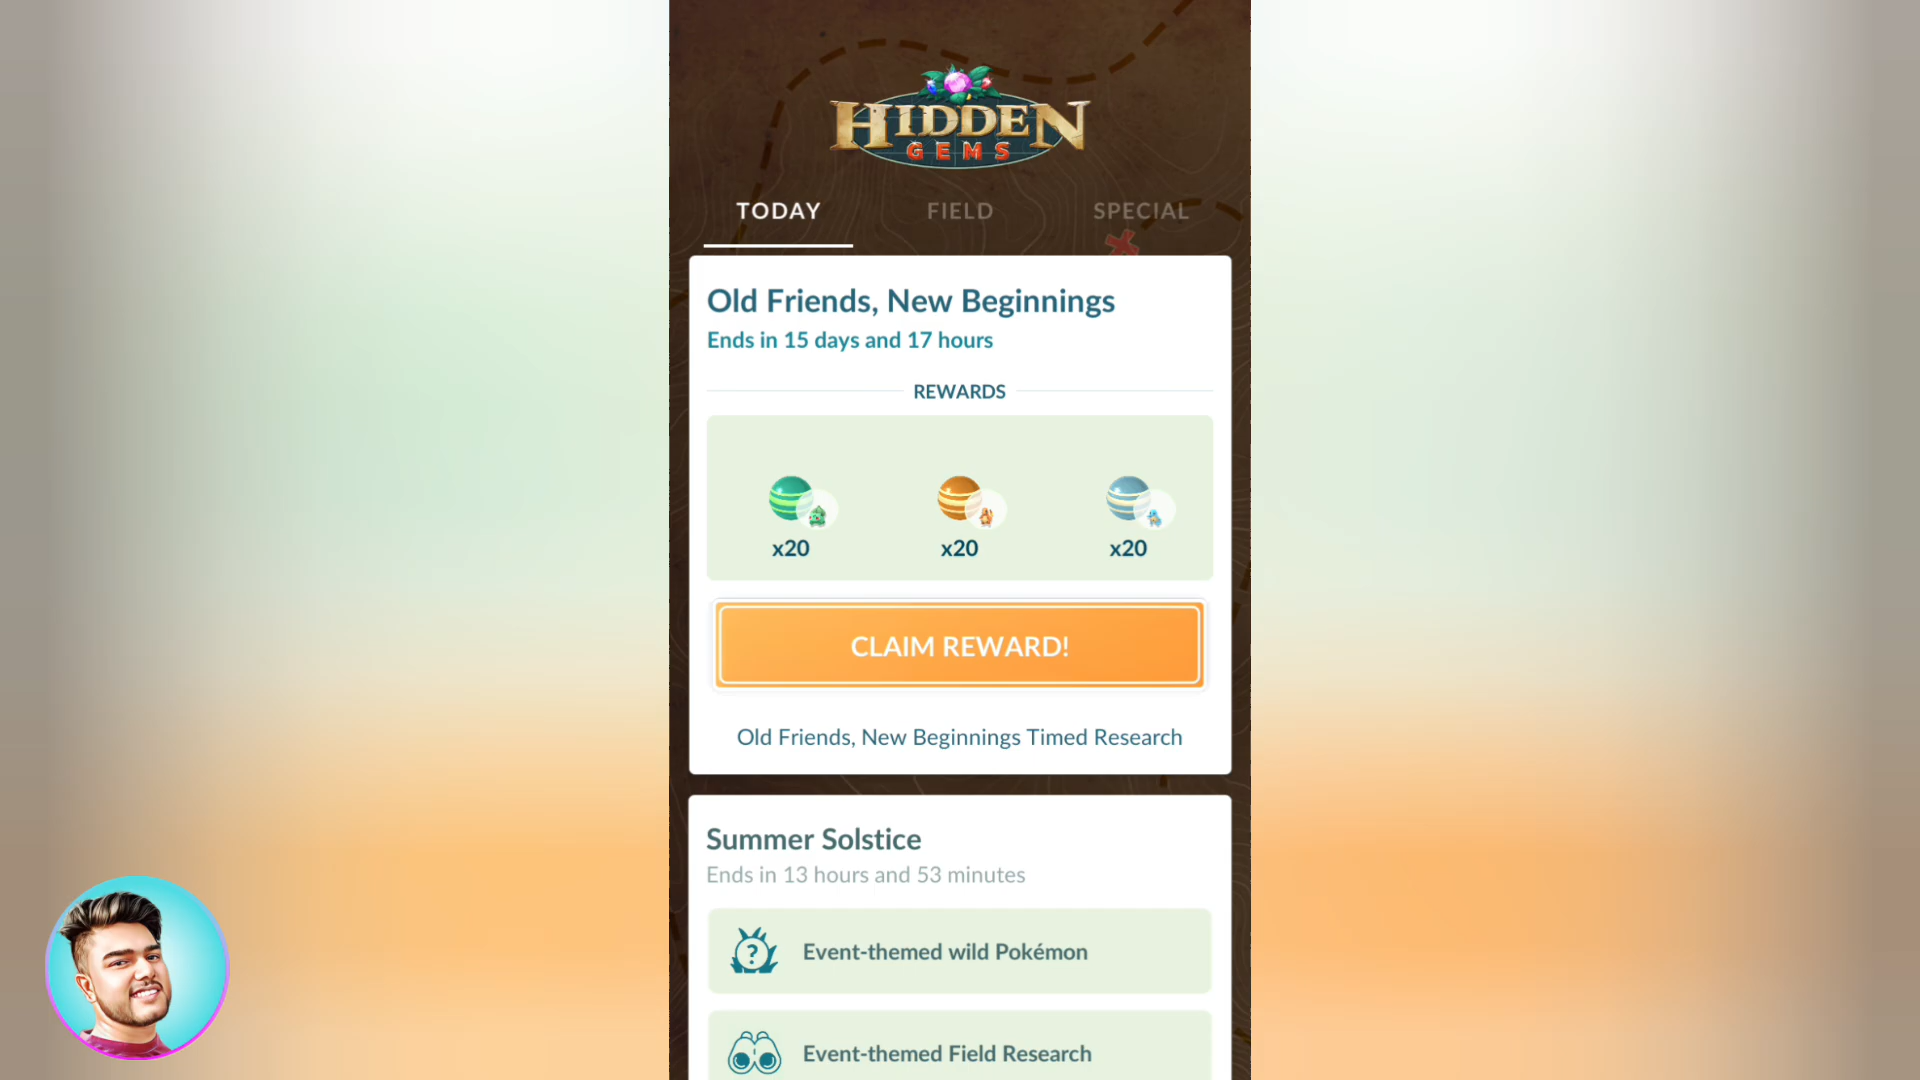 HIDDEN
GEMS
TODAY FIELD SPECIAL
Old Friends, New Beginnings
Ends in 15 days and 17 hours
REWARDS
x20 x20 x20
CLAIM REWARD!
Old Friends, New Beginnings Timed Research
Summer Solstice
Ends in 13 hours and 53 minutes
?
Event-themed wild Pokémon
Event-themed Field Research